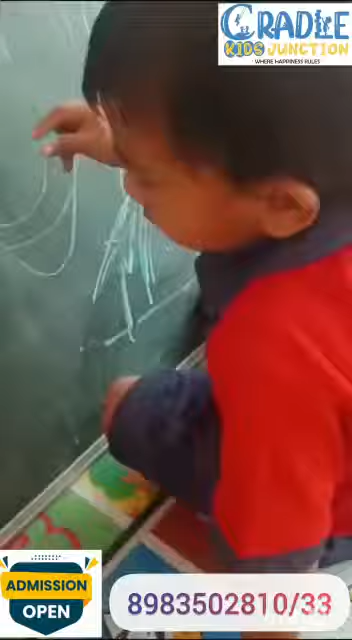 CRADLE
KIDS JUNCTION
WHERE HAPPINESS RULES
ADMISSION
OPEN
8983502810/33